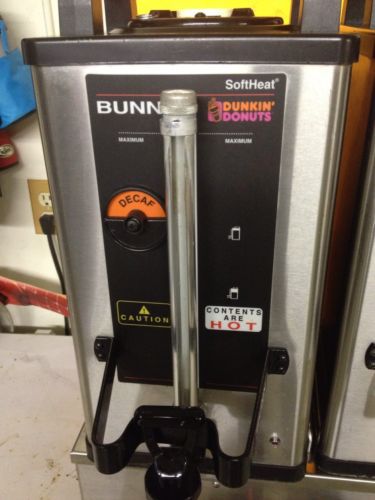 SoftHeat®
BUNN
DUNKIN'
DONUTS
MAXIMUM
MAXIMUM
DECAF
CAUTION
CONTENTS
ARE
HOT